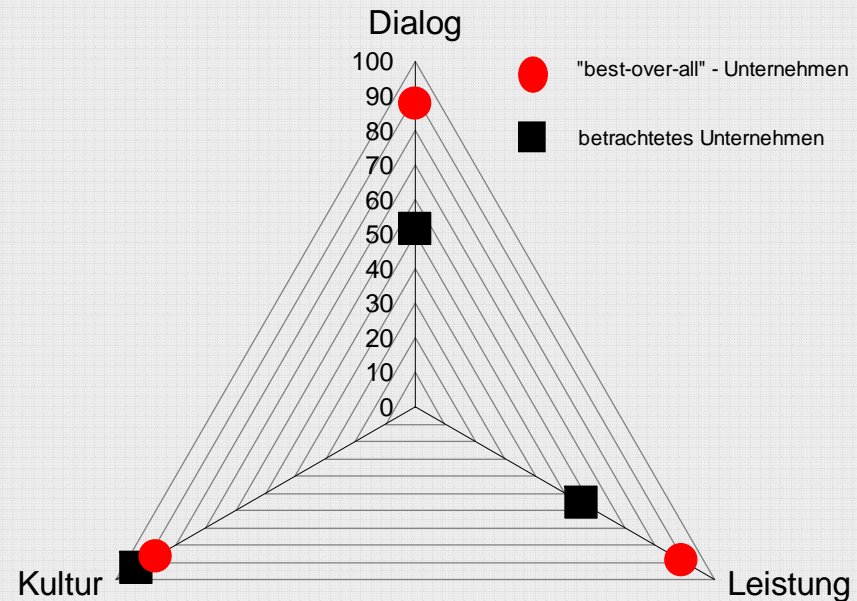 Dialog
100
90
80
70
60
50
40
30
20
10
0
"best-over-all" - Unternehmen
betrachtetes Unternehmen
Kultur
Leistung